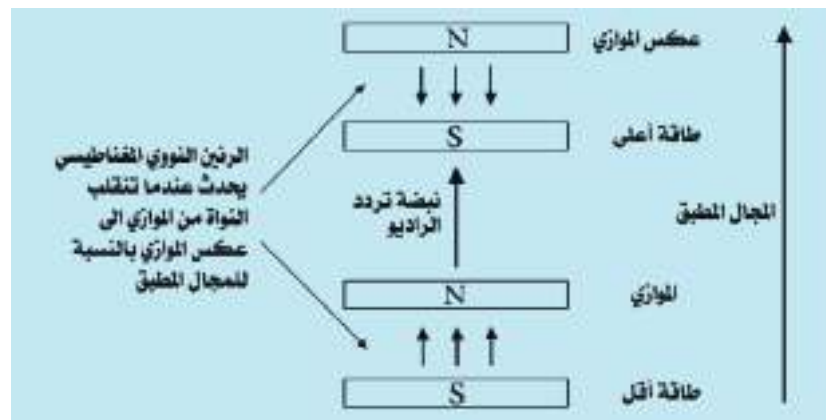 N
عكس الموازي
S
طاقة أعلى
الرنين النووي المغناطيسي
يحدث عندما تنقلب
النواة من الموازي الى
عكس الموازي بالنسبة
للمجال المطبق
نبضة تردد
الراديو
المجال المطبق
N
الموازي
S
طاقة أقل